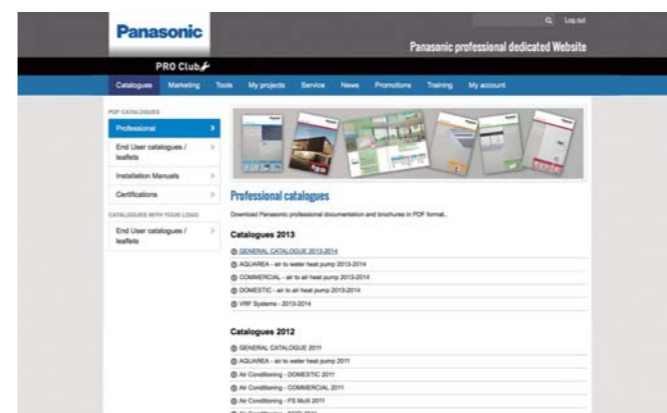 Panasonic
Log out
Panasonic professional dedicated Website
PRO Club
Catalogues Marketing Tools My projects Service News Promotions Training My account
PDF CATALOGUES
Professional
End User catalogues /
leaflets
Installation Manuals
Certifications
CATALOGUES WITH YOUR LOGO
End User catalogues /
leaflets
Professional catalogues
Download Panasonic professional documentation and brochures in PDF format..
Catalogues 2013
GENERAL CATALOGUE 2013-2014
AQUAREA - air to water heat pump 2013-2014
COMMERCIAL - air to air heat pump 2013-2014
DOMESTIC - air to air heat pump 2013-2014
VRF Systems - 2013-2014
Catalogues 2012
GENERAL CATALOGUE 2011
AQUAREA - air to water heat pump 2011
Air Conditioning - DOMESTIC 2011
Air Conditioning - COMMERCIAL 2011
Air Conditioning - FS Multi 2011